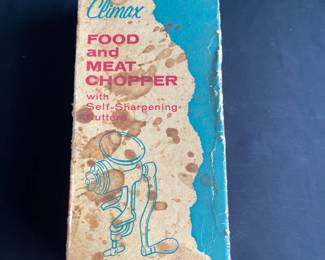 Climax
FOOD
and
MEAT
CHOPPER
with
Self-Sharpening
Cutters